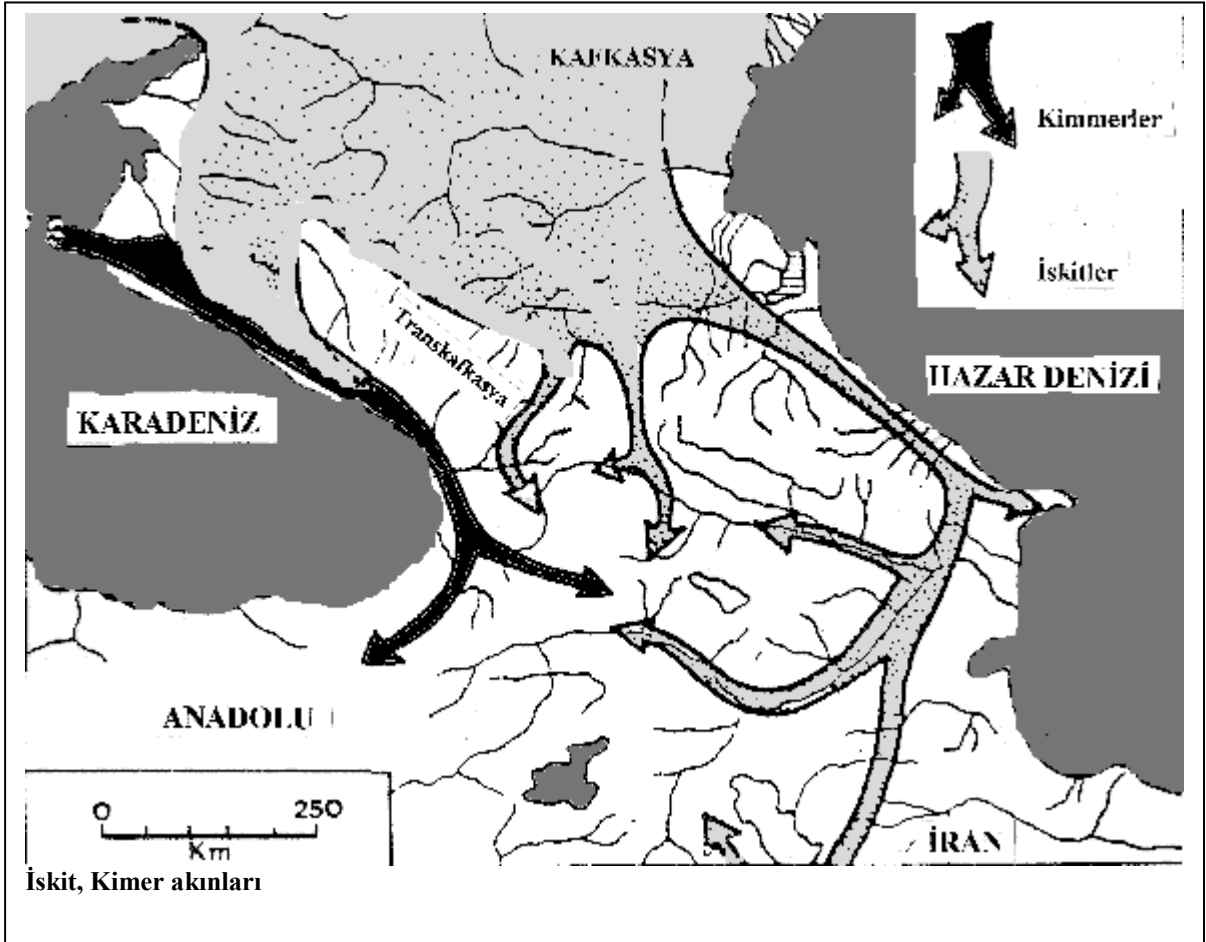 KAFKASYA
Kimmerler
İskitler
Transkafkasya
HAZAR DENİZİ
KARADENİZ
ANADOLU
0 250
Km
İRAN
İskit, Kimer akınları